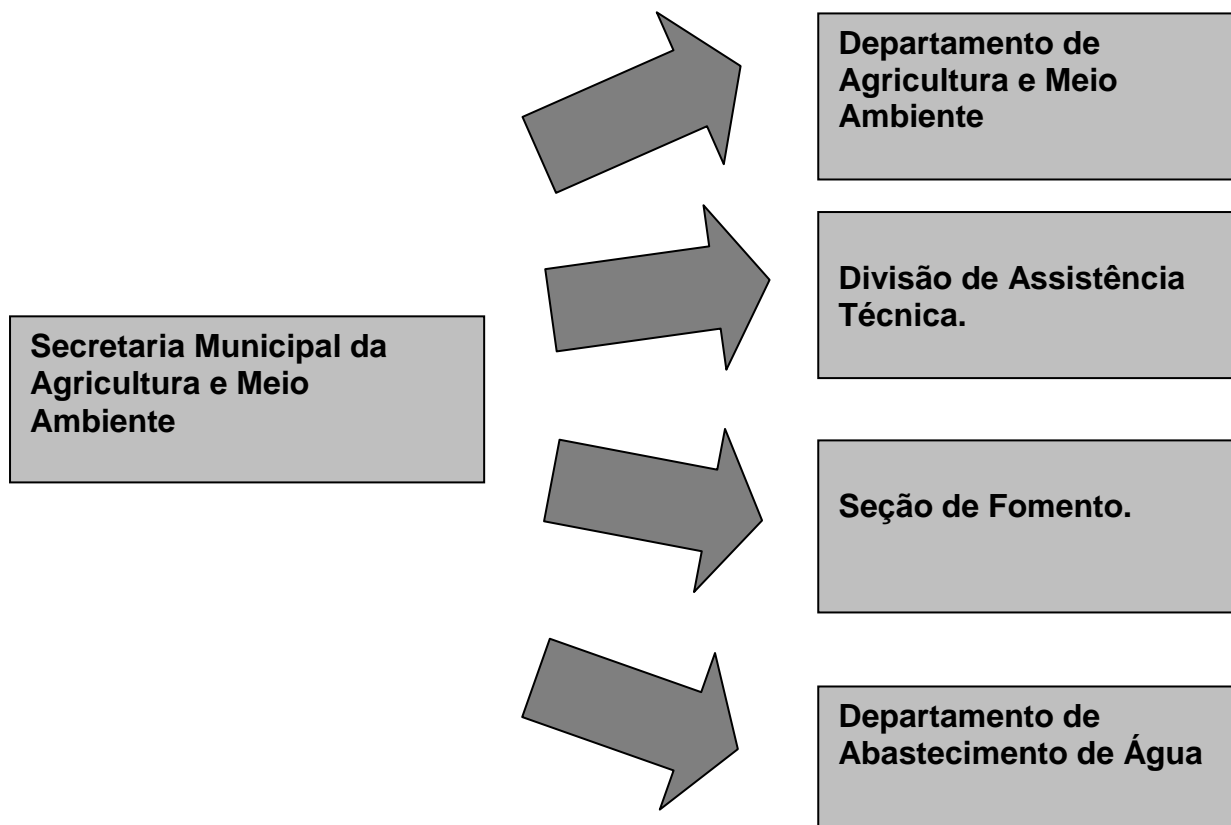 Departamento de
Agricultura e Meio
Ambiente
Divisão de Assistência
Técnica.
Secretaria Municipal da
Agricultura e Meio
Ambiente
Seção de Fomento.
Departamento de
Abastecimento de Água